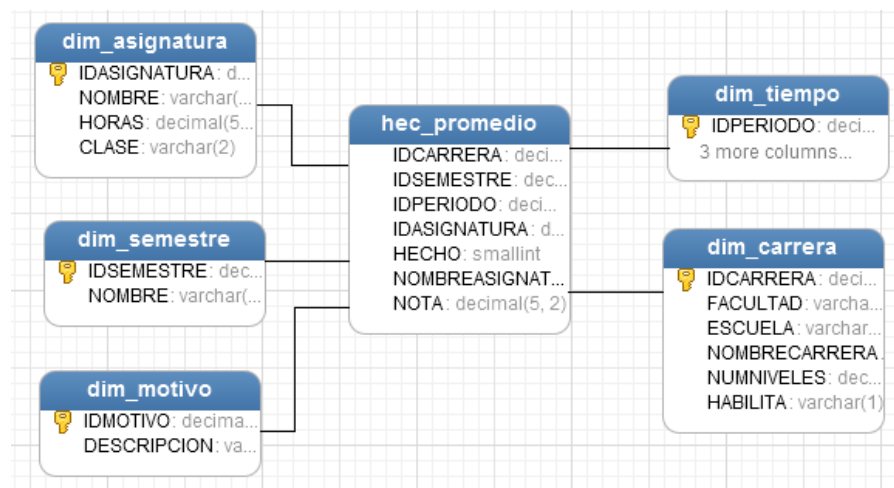 dim_asignatura
IDASIGNATURA: d...
NOMBRE: varchar(...
HORAS: decimal(5...
CLASE: varchar(2)
dim_semestre
IDSEMESTRE: dec...
NOMBRE: varchar(...
dim_motivo
IDMOTIVO: decima...
DESCRIPCION: va...
hec_promedio
IDCARRERA: deci...
IDSEMESTRE: dec...
IDPERIODO: deci...
IDASIGNATURA: d...
HECHO: smallint
NOMBREASIGNAT...
NOTA: decimal(5, 2)
dim_tiempo
IDPERIODO: deci...
3 more columns...
dim_carrera
IDCARRERA: deci...
FACULTAD: varcha...
ESCUELA: varchar...
NOMBRECARRERA.
NUMNIVELES: dec...
HABILITA: varchar(1)